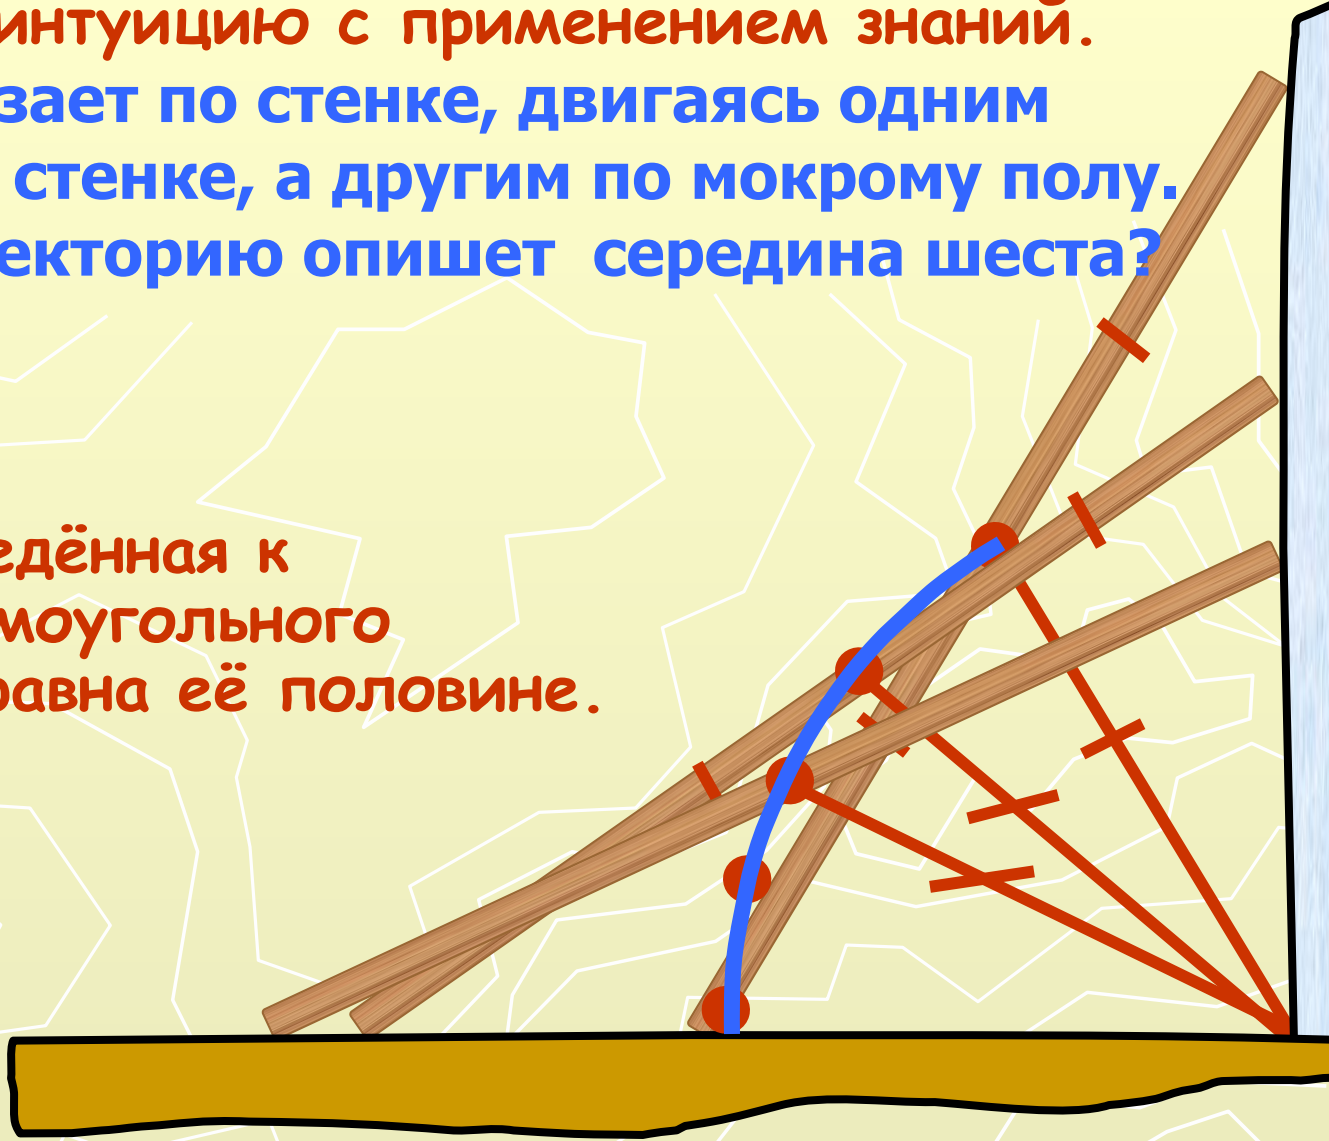 интуицию с применением знаний.
зает по стенке, двигаясь одним
стенке, а другим по мокрому полу.
екторию опишет середина шеста?
едённая к
моугольного
равна её половине.